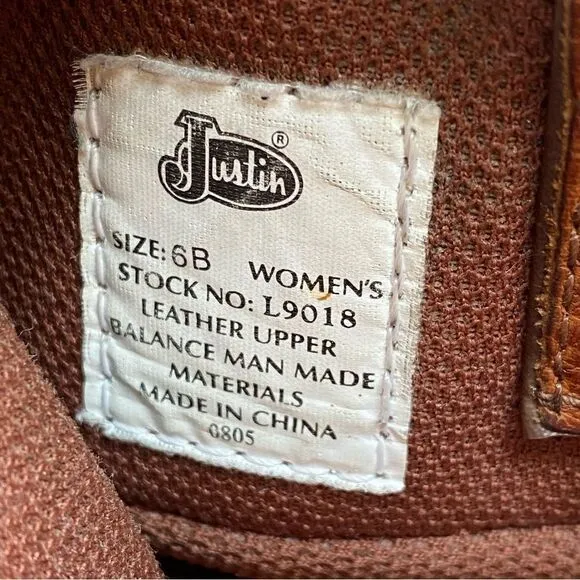 Justin®
SIZE: 6B WOMEN'S
STOCK NO: L9018
LEATHER UPPER
BALANCE MAN MADE
MATERIALS
MADE IN CHINA
0805